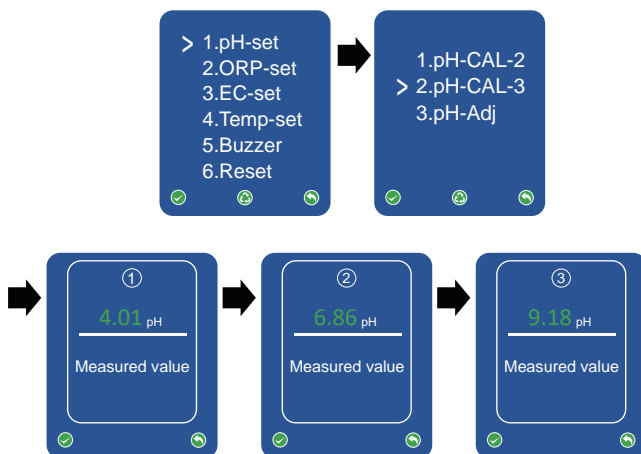 > 1.pH-set
2.ORP-set
3.EC-set
4.Temp-set
5.Buzzer
6.Reset
1.pH-CAL-2
> 2.pH-CAL-3
3.pH-Adj
①
4.01 pH
Measured value
②
6.86 pH
Measured value
③
9.18 pH
Measured value